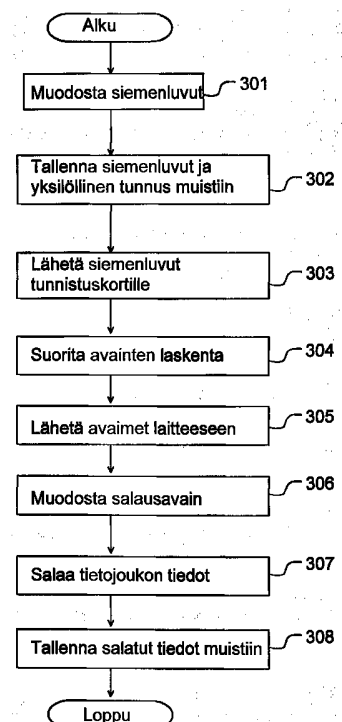 Alku
Muodosta siemenluvut
301
Tallenna siemenluvut ja
yksilöllinen tunnus muistiin
302
Lähetä siemenluvut
tunnistuskortille
303
Suorita avainten laskenta
304
Lähetä avaimet laitteeseen
305
Muodosta salausavain
306
Salaa tietojoukon tiedot
307
Tallenna salatut tiedot muistiin
308
Loppu